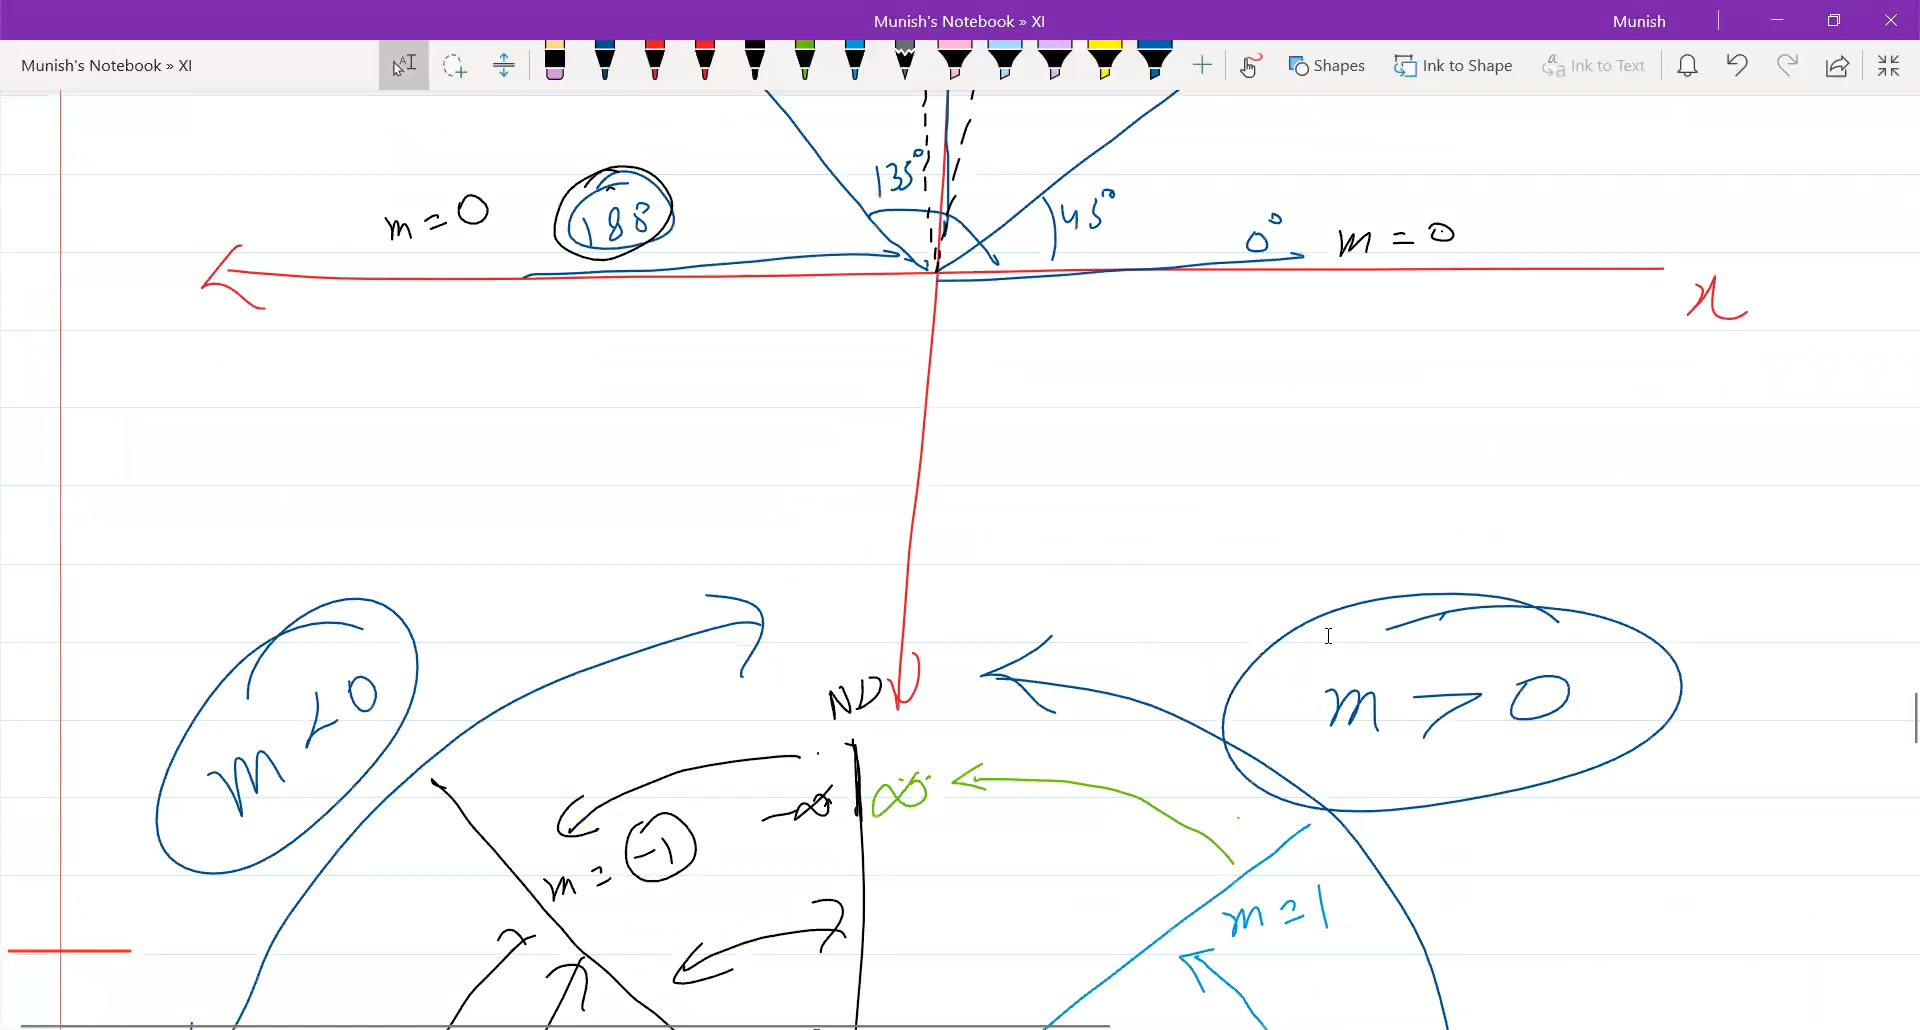 Munish's Notebook » XI
Munish
Munish's Notebook » XI
Shapes
Ink to Shape
Ink to Text
135°
45°
m = 0
188
0°
m = 0
x
m < 0
ND
m > 0
-∞
∞
m = -1
m = 1